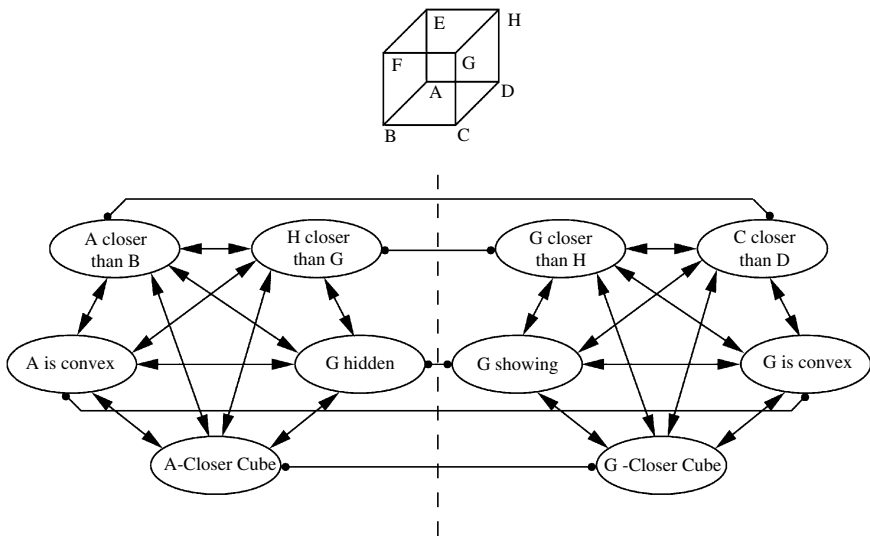 E
H
F
G
A
D
B
C
A closer
than B
H closer
than G
G closer
than H
C closer
than D
A is convex
G hidden
G showing
G is convex
A-Closer Cube
G -Closer Cube